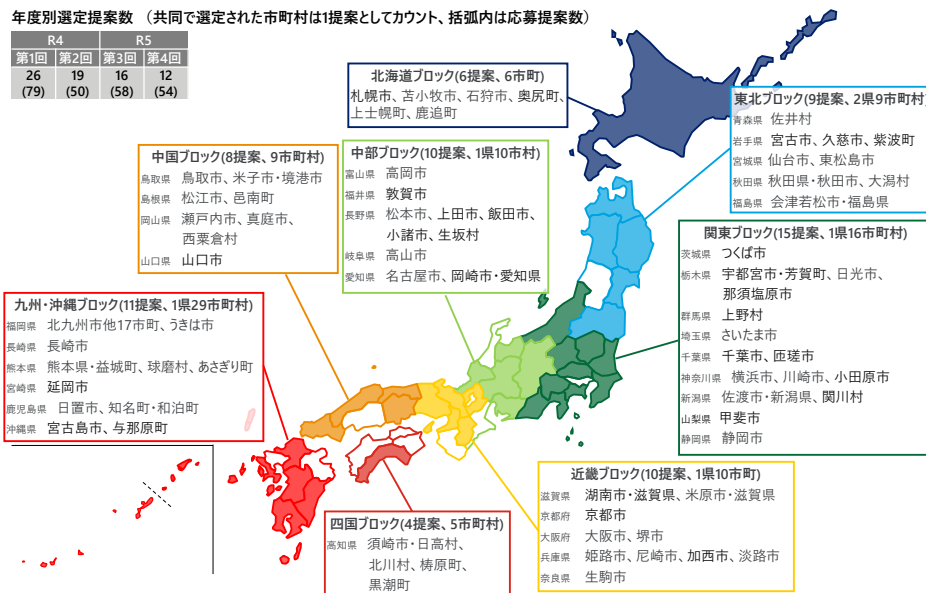 年度別選定提案数 （共同で選定された市町村は1提案としてカウント、括弧内は応募提案数）
R4 R5
第1回 第2回 第3回 第4回
26 19 16 12
(79) (50) (58) (54)
北海道ブロック(6提案、6市町)
札幌市、苫小牧市、石狩市、奥尻町、
上士幌町、鹿追町
東北ブロック(9提案、2県9市町村)
青森県 佐井村
岩手県 宮古市、久慈市、紫波町
宮城県 仙台市、東松島市
秋田県 秋田県・秋田市、大潟村
福島県 会津若松市・福島県
中国ブロック(8提案、9市町村)
鳥取県 鳥取市、米子市・境港市
島根県 松江市、邑南町
岡山県 瀬戸内市、真庭市、
西粟倉村
山口県 山口市
中部ブロック(10提案、1県10市村)
富山県 高岡市
福井県 敦賀市
長野県 松本市、上田市、飯田市、
小諸市、生坂村
岐阜県 高山市
愛知県 名古屋市、岡崎市・愛知県
関東ブロック(15提案、1県16市町村)
茨城県 つくば市
栃木県 宇都宮市・芳賀町、日光市、
那須塩原市
群馬県 上野村
埼玉県 さいたま市
千葉県 千葉市、匝瑳市
神奈川県 横浜市、川崎市、小田原市
新潟県 佐渡市・新潟県、関川村
山梨県 甲斐市
静岡県 静岡市
九州・沖縄ブロック(11提案、1県29市町村)
福岡県 北九州市他17市町、うきは市
長崎県 長崎市
熊本県 熊本県・益城町、球磨村、あさぎり町
宮崎県 延岡市
鹿児島県 日置市、知名町・和泊町
沖縄県 宮古島市、与那原町
四国ブロック(4提案、5市町村)
高知県 須崎市・日高村、
北川村、梼原町、
黒潮町
近畿ブロック(10提案、1県10市町)
滋賀県 湖南市・滋賀県、米原市・滋賀県
京都府 京都市
大阪府 大阪市、堺市
兵庫県 姫路市、尼崎市、加西市、淡路市
奈良県 生駒市